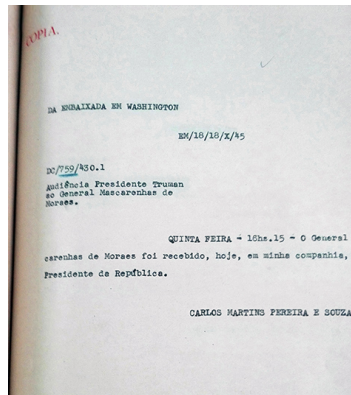 COPIA.
DA EMBAIXADA EM WASHINGTON
EM/18/18/X/45
DC/759/430.1
Audiência Presidente Truman
ao General Mascarenhas de
Moraes.
QUINTA FEIRA - 16hs.15 - O General
carenhas de Moraes foi recebido, hoje, em minha companhia,
Presidente da República.
CARLOS MARTINS PEREIRA E SOUZA